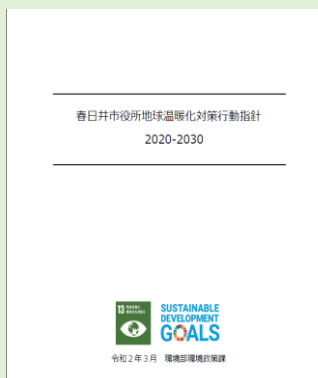 春日井市役所地球温暖化対策行動指針
2020-2030
13
SUSTAINABLE
DEVELOPMENT
GOALS
令和2年3月 環境部環境政策課